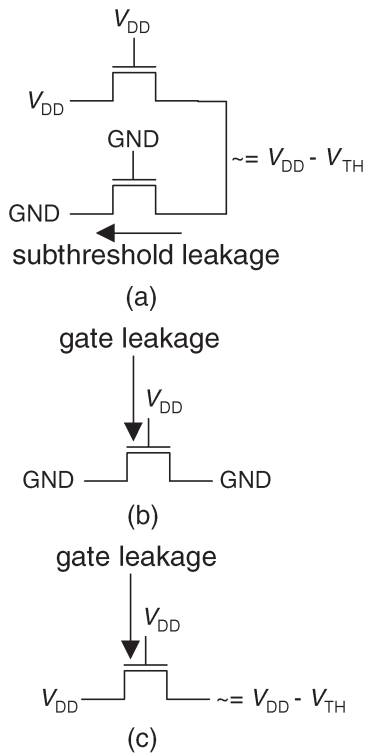 V_DD
V_DD
GND
~= V_DD - V_TH
GND
subthreshold leakage
(a)
gate leakage
V_DD
GND GND
(b)
gate leakage
V_DD
V_DD ~= V_DD - V_TH
(c)